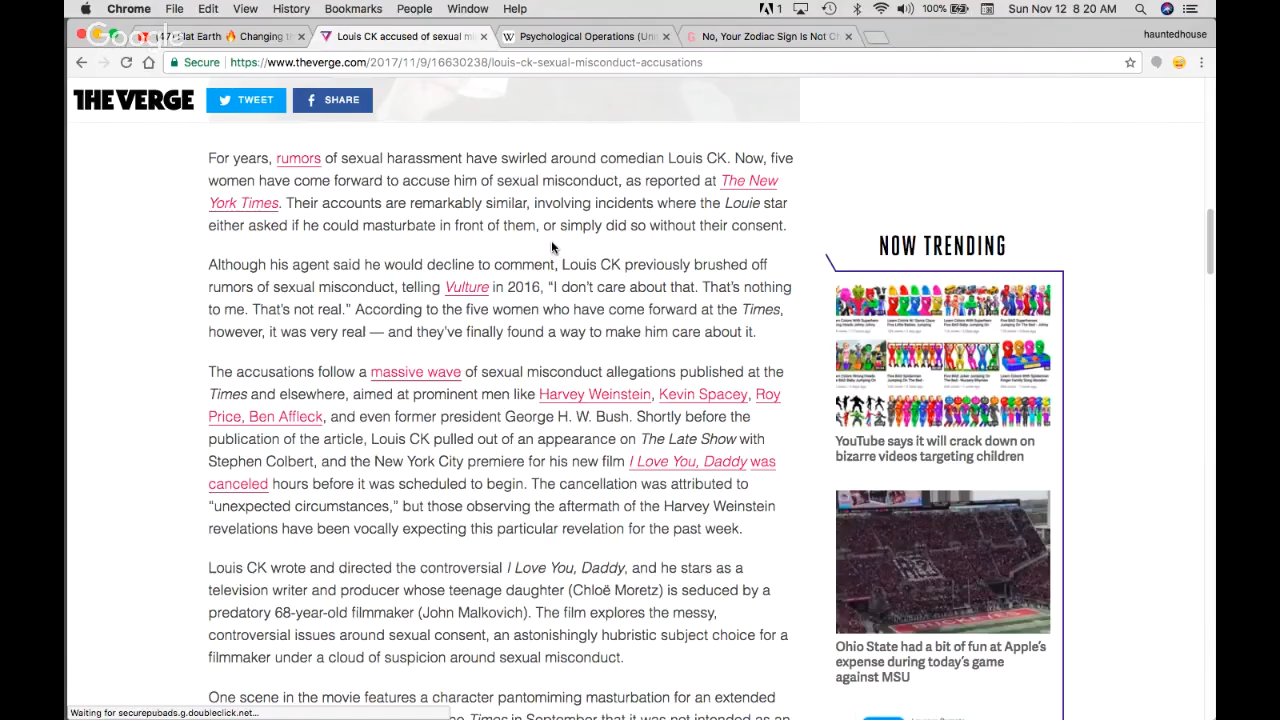 Chrome File Edit View History Bookmarks People Window Help
1 100% Sun Nov 12 8:20 AM
Google
Flat Earth 🔥 Changing
Louis CK accused of sexual mi
Psychological Operations (Uni
No, Your Zodiac Sign Is Not C
hauntedhouse
Secure https://www.theverge.com/2017/11/9/16630238/louis-ck-sexual-misconduct-accusations
THE VERGE
TWEET
SHARE
For years, rumors of sexual harassment have swirled around comedian Louis CK. Now, five
women have come forward to accuse him of sexual misconduct, as reported at The New
York Times. Their accounts are remarkably similar, involving incidents where the Louie star
either asked if he could masturbate in front of them, or simply did so without their consent.
Although his agent said he would decline to comment, Louis CK previously brushed off
rumors of sexual misconduct, telling Vulture in 2016, “I don’t care about that. That’s nothing
to me. That’s not real.” According to the five women who have come forward at the Times,
it’s very real — and they’ve finally found a way to make him care about it.
The accusers follow a massive wave of sexual misconduct allegations published at the
Times and elsewhere, aimed at prominent men like Harvey Weinstein, Kevin Spacey, Roy
Price, Ben Affleck and even former president George H. W. Bush. Shortly before the
publication of the article, Louis CK pulled out of an appearance on The Late Show with
Stephen Colbert, and the New York City premiere for his new film I Love You, Daddy was
canceled hours before it was scheduled to begin. The cancellation was attributed to
“unexpected circumstances,” but those observing the aftermath of the Harvey Weinstein
revelations have been vocally expecting this particular revelation for the past week.
Louis CK wrote and directed the controversial I Love You, Daddy, and he stars as a
television writer and producer whose teenage daughter (Chloë Moretz) is seduced by a
predatory 68-year-old filmmaker (John Malkovich). The film explores the messy,
controversial issues around sexual consent, an astonishingly hubristic subject choice for a
filmmaker under a cloud of suspicion around sexual misconduct.
One scene in the movie features a character pantomiming masturbation for an extended
Times in September that it was not intended as an
NOW TRENDING
YouTube says it will crack down on
bizarre videos targeting children
Ohio State had a bit of fun at Apple’s
expense during today’s game
against MSU
Waiting for securepubads.g.doubleclick.net...